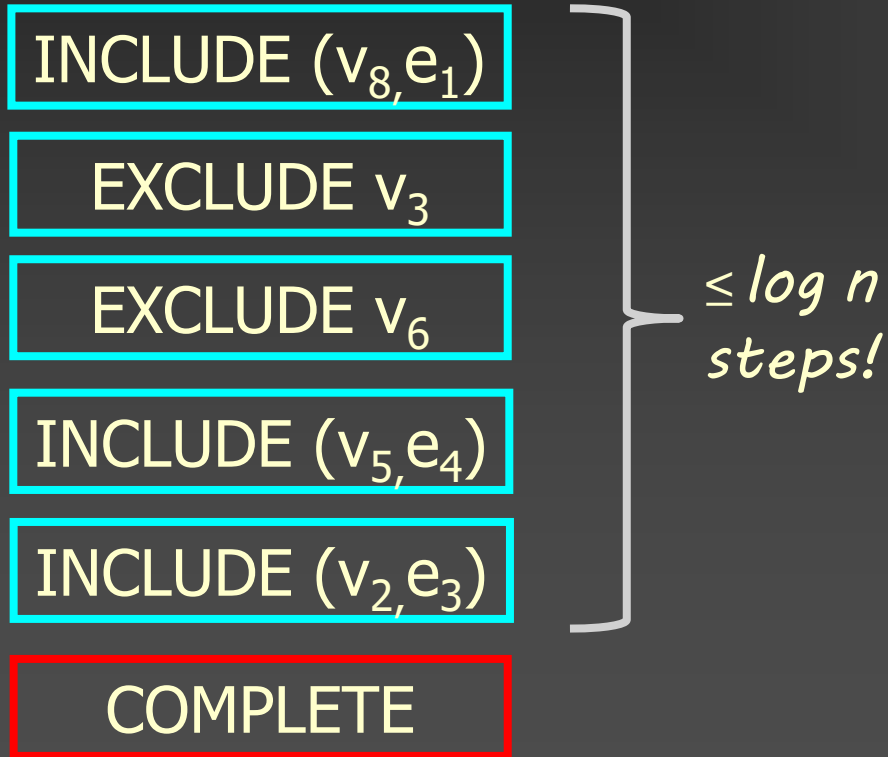 INCLUDE (v₈,e₁)
EXCLUDE v₃
EXCLUDE v₆
INCLUDE (v₅,e₄)
INCLUDE (v₂,e₃)
COMPLETE
≤ log n
steps!